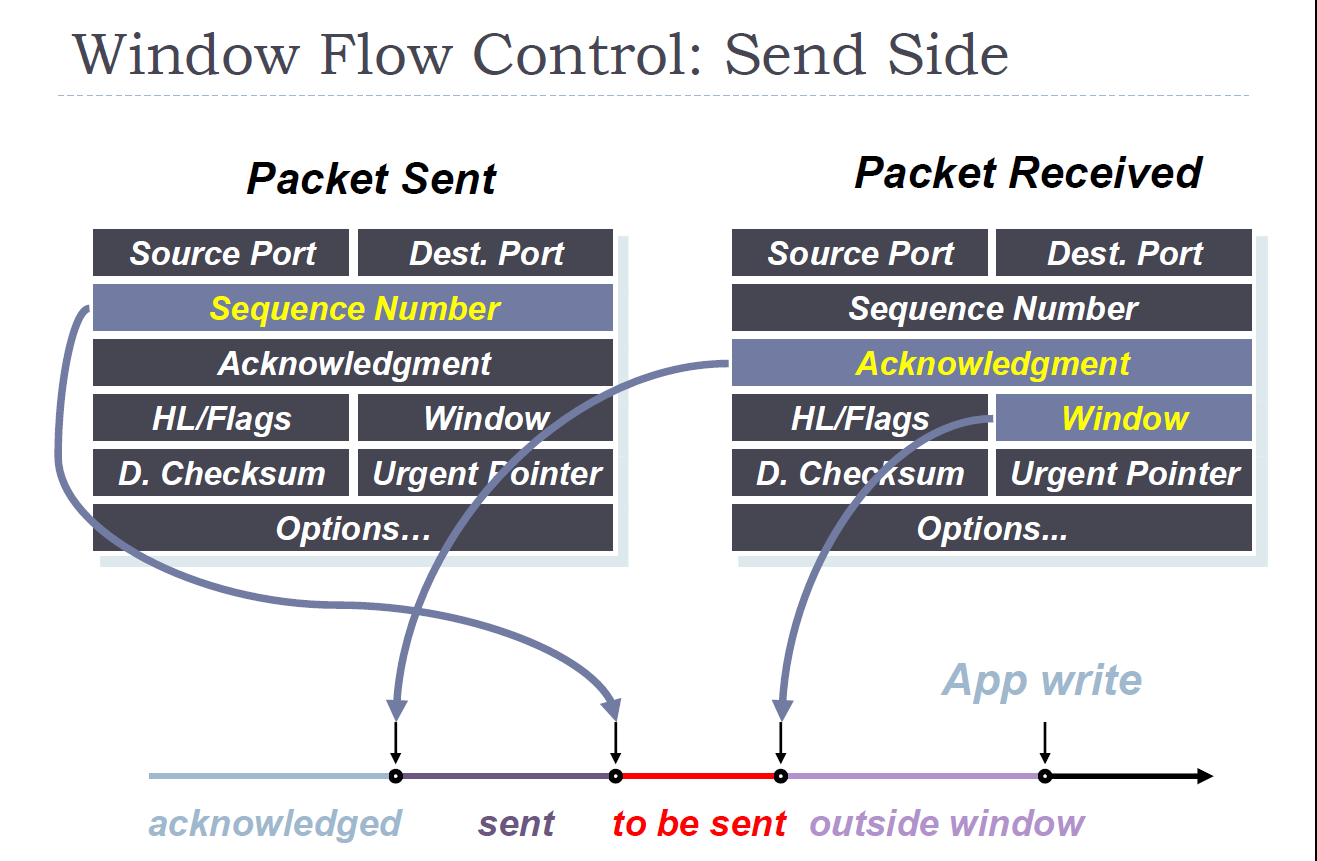 Window Flow Control: Send Side
Packet Sent
Source Port Dest. Port
Sequence Number
Acknowledgment
HL/Flags Window
D. Checksum Urgent Pointer
Options…
Packet Received
Source Port Dest. Port
Sequence Number
Acknowledgment
HL/Flags Window
D. Checksum Urgent Pointer
Options...
App write
acknowledged sent to be sent outside window